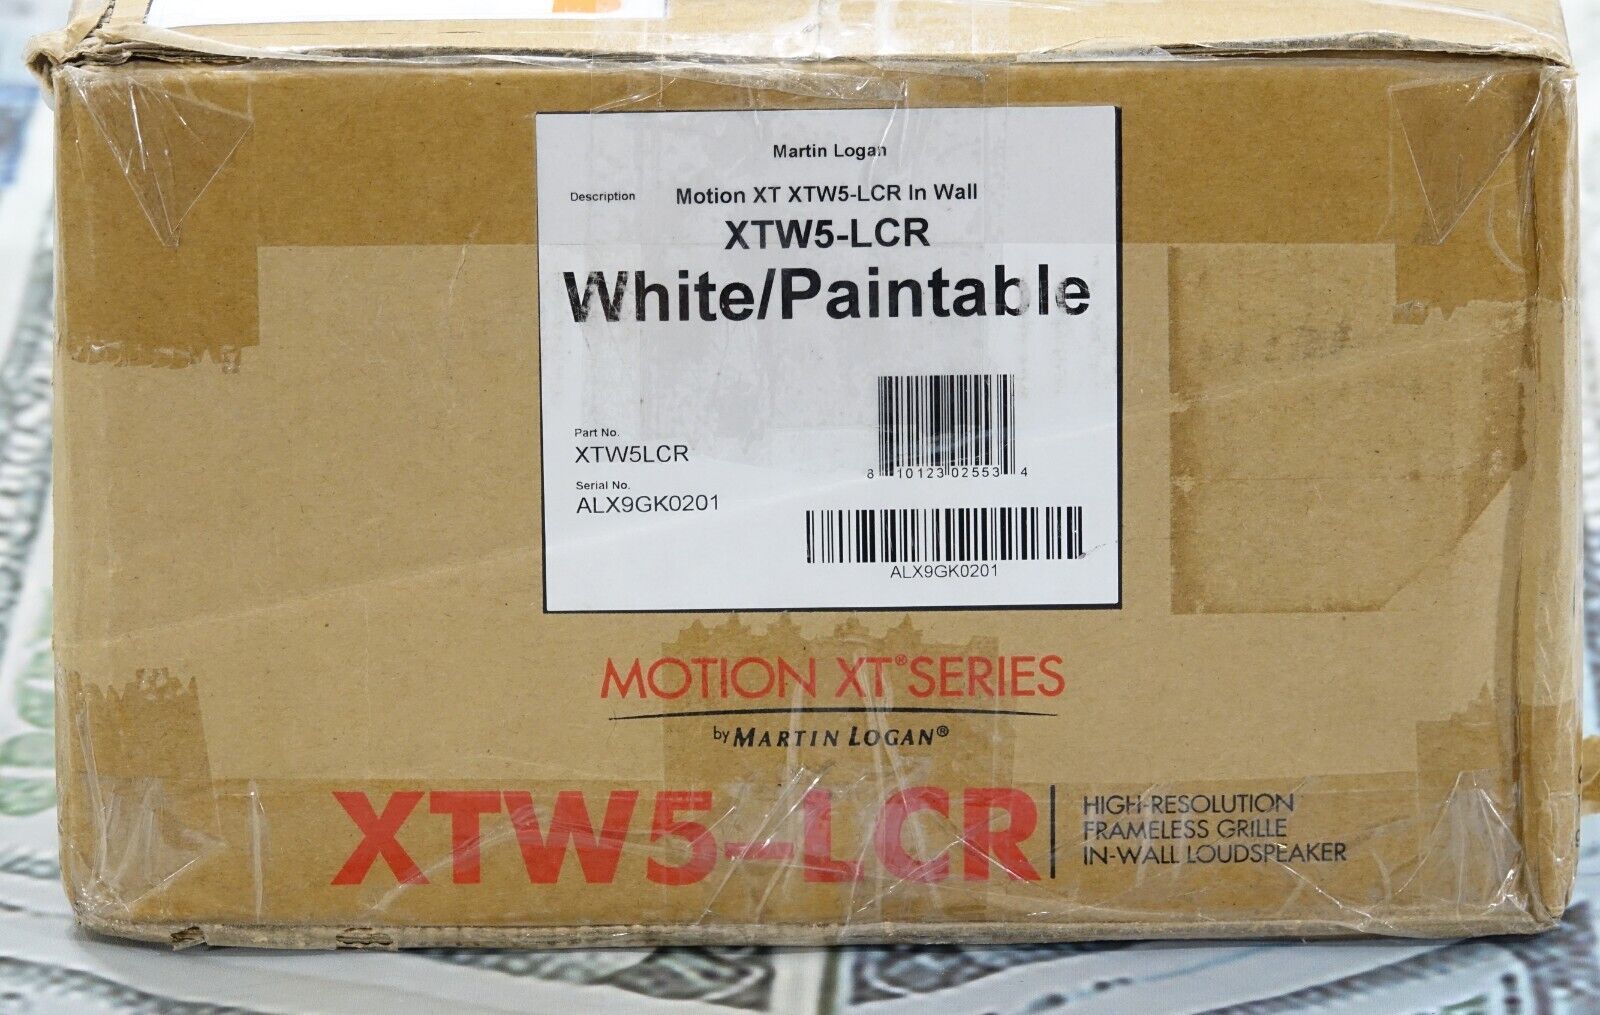 Martin Logan
Description Motion XT XTW5-LCR In Wall
XTW5-LCR
White/Paintable
Part No.
XTW5LCR
8 10123 02553 4
Serial No.
ALX9GK0201
ALX9GK0201
MOTION XT® SERIES
by MARTIN LOGAN®
XTW5-LCR
HIGH-RESOLUTION
FRAMELESS GRILLE
IN-WALL LOUDSPEAKER